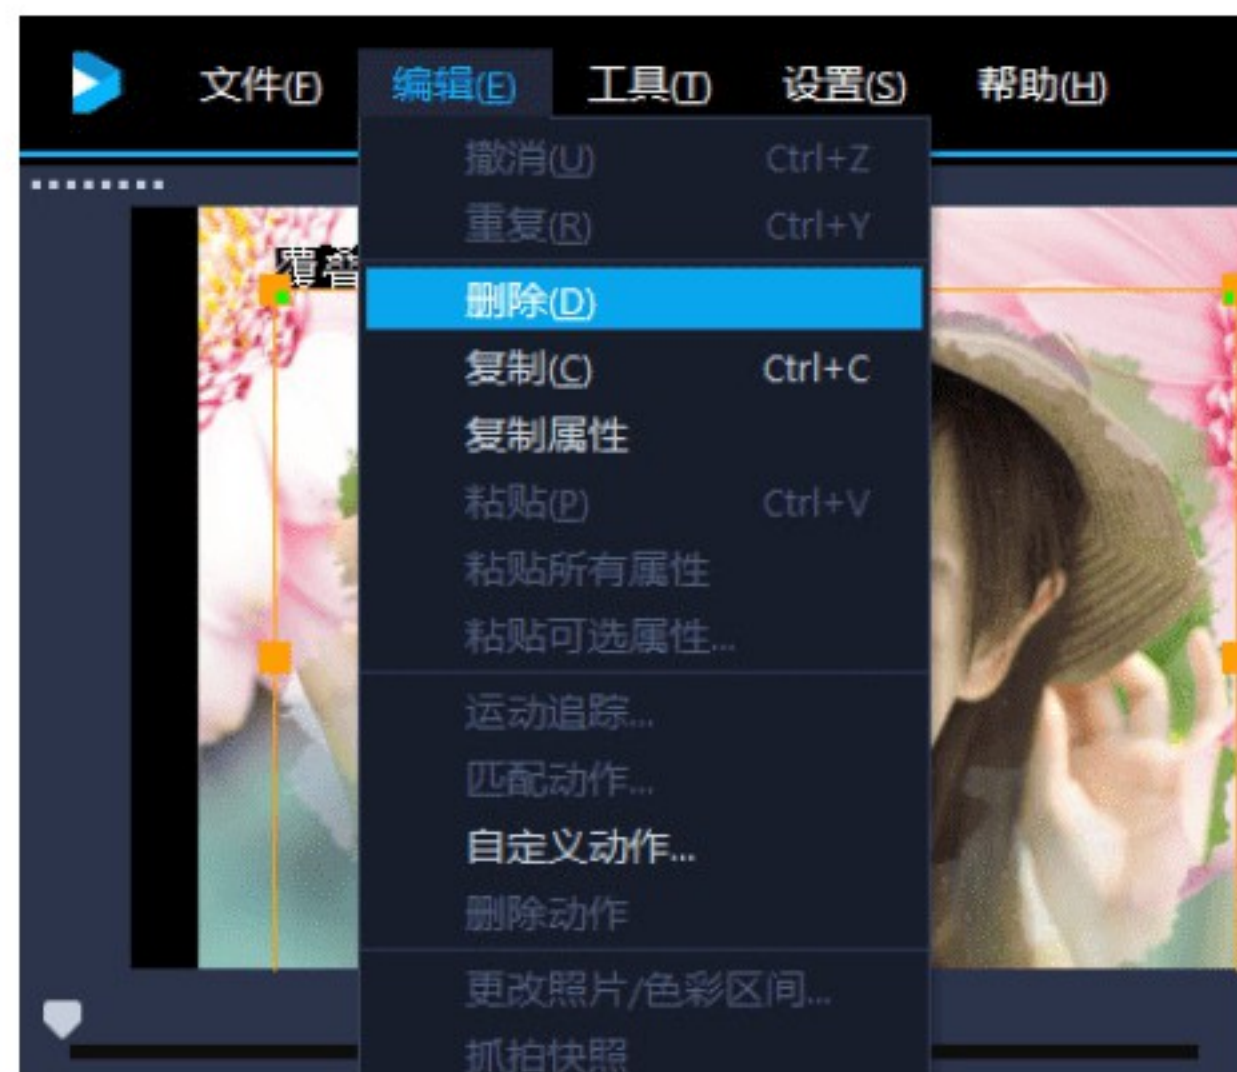 文件(F) 编辑(E) 工具(T) 设置(S) 帮助(H)
撤消(U) Ctrl+Z
重复(R) Ctrl+Y
覆叠
删除(D)
复制(C) Ctrl+C
复制属性
粘贴(P) Ctrl+V
粘贴所有属性
粘贴可选属性...
运动追踪...
匹配动作...
自定义动作...
删除动作
更改照片/色彩区间...
抓拍快照